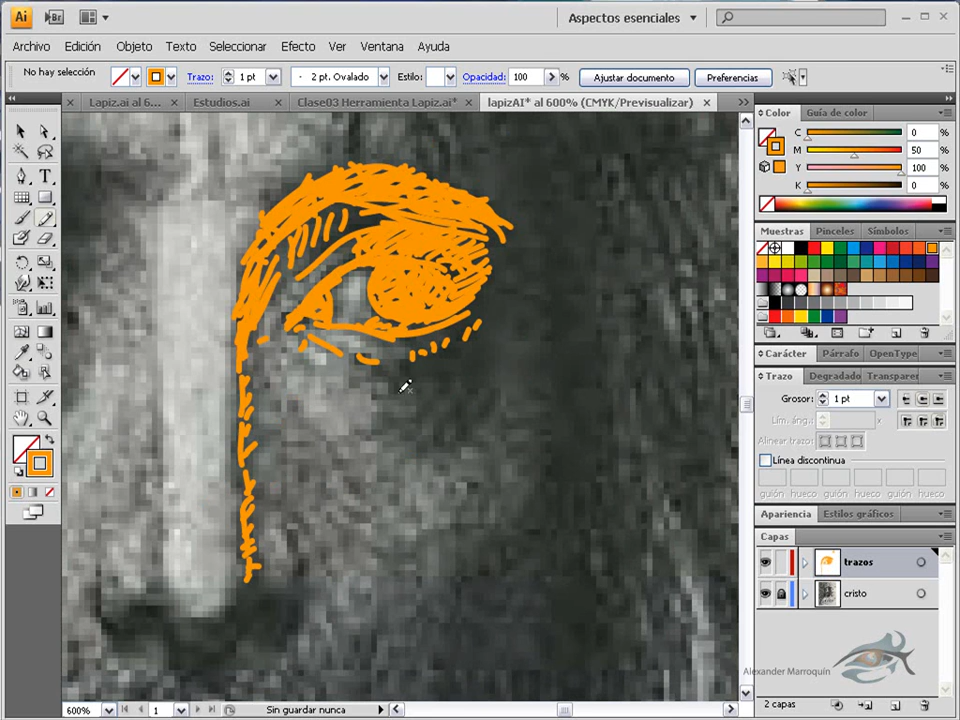 Ai Br Aspectos esenciales
Archivo Edición Objeto Texto Seleccionar Efecto Ver Ventana Ayuda
No hay selección Trazo: 1 pt 2 pt. Ovalado Estilo: Opacidad: 100 % Ajustar documento Preferencias
Lapiz.ai al 6... Estudios.ai Clase03 Herramienta Lapiz.ai* lapizAI* al 600% (CMYK/Previsualizar)
Color Guía de color
C 0 %
M 50 %
Y 100 %
K 0 %
Muestras Pinceles Símbolos
Carácter Párrafo OpenType
Trazo Degradado Transparer
Grosor: 1 pt
Lím. áng.: x
Alinear trazo:
Línea discontinua
guión hueco guión hueco guión hueco
Apariencia Estilos gráficos
Capas
trazos
cristo
Alexander Marroquín
2 capas
600% 1 Sin guardar nunca